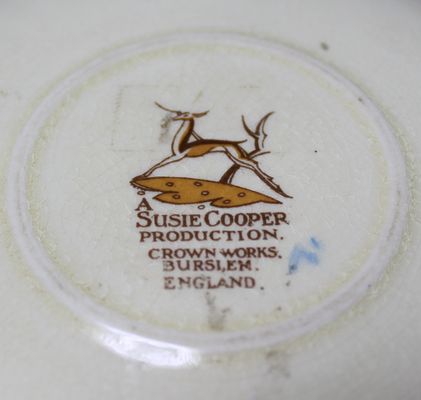 A
SUSIE COOPER
PRODUCTION.
CROWN WORKS.
BURSLEM.
ENGLAND.